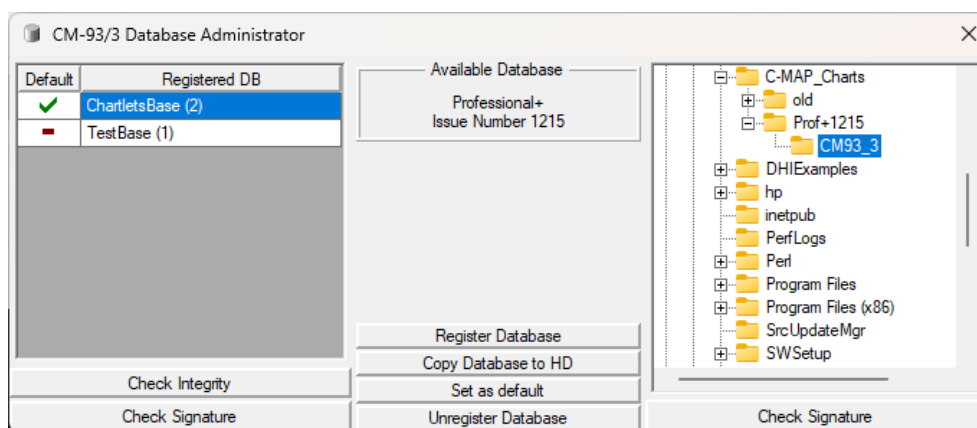 CM-93/3 Database Administrator
Default Registered DB
ChartletsBase (2)
TestBase (1)
Check Integrity
Check Signature
Available Database
Professional+
Issue Number 1215
Register Database
Copy Database to HD
Set as default
Unregister Database
C-MAP_Charts
old
Prof+1215
CM93_3
DHIExamples
hp
inetpub
PerfLogs
Perl
Program Files
Program Files (x86)
SrcUpdateMgr
SWSetup
Check Signature